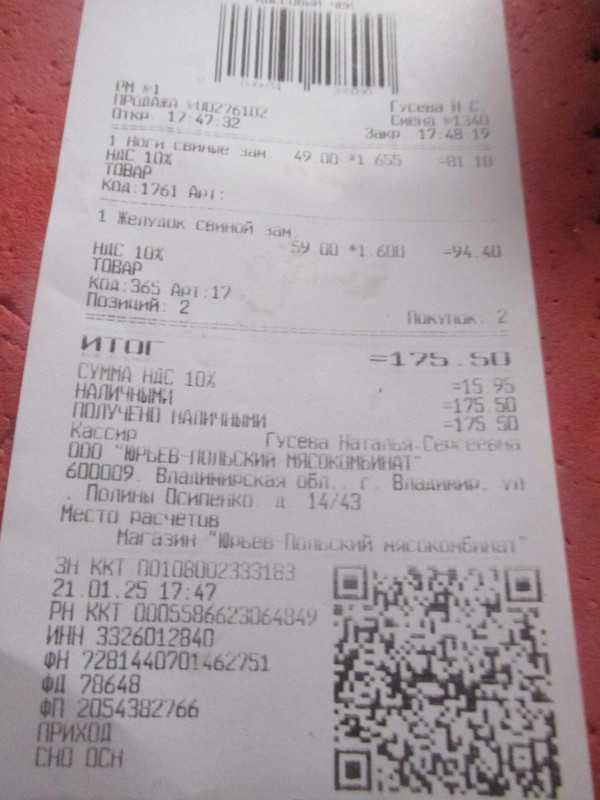 КАССОВЫЙ ЧЕК
РМ №1
ПРОДАЖА №00276102 Гусева Н.С.
Откр. 17:47:32 Смена №1340
Закр. 17:48:19
1 Ноги свиные зам. 49.00 *1.655 =81.10
НДС 10%
ТОВАР
Код:1761 Арт:
1 Желудок свиной зам.
59.00 *1.600 =94.40
НДС 10%
ТОВАР
Код:365 Арт:17
Позиций: 2 Покупок: 2
ИТОГ =175.50
СУММА НДС 10% =15.95
НАЛИЧНЫМИ =175.50
ПОЛУЧЕНО НАЛИЧНЫМИ =175.50
Кассир Гусева Наталья Сергеевна
ООО "ЮРЬЕВ-ПОЛЬСКИЙ МЯСОКОМБИНАТ"
600009, Владимирская обл., г. Владимир, ул
. Полины Осипенко, д. 14/43
Место расчетов
Магазин "Юрьев-Польский мясокомбинат"
ЗН ККТ 00108002333183
21.01.25 17:47
РН ККТ 0005586623064849
ИНН 3326012840
ФН 7281440701462751
ФД 78648
ФП 2054382766
ПРИХОД
СНО ОСН